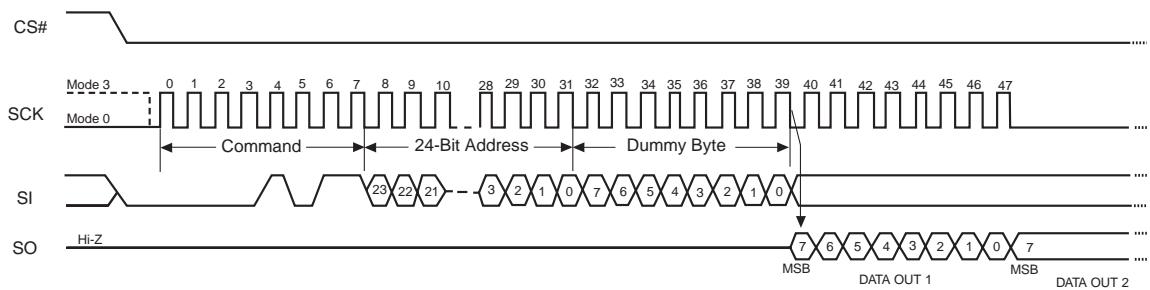 CS#
Mode 3
0 1 2 3 4 5 6 7 8 9 10 28 29 30 31 32 33 34 35 36 37 38 39 40 41 42 43 44 45 46 47
SCK
Mode 0
Command 24-Bit Address Dummy Byte
SI
23 22 21 3 2 1 0 7 6 5 4 3 2 1 0
Hi-Z
SO
7 6 5 4 3 2 1 0 7
MSB MSB
DATA OUT 1 DATA OUT 2